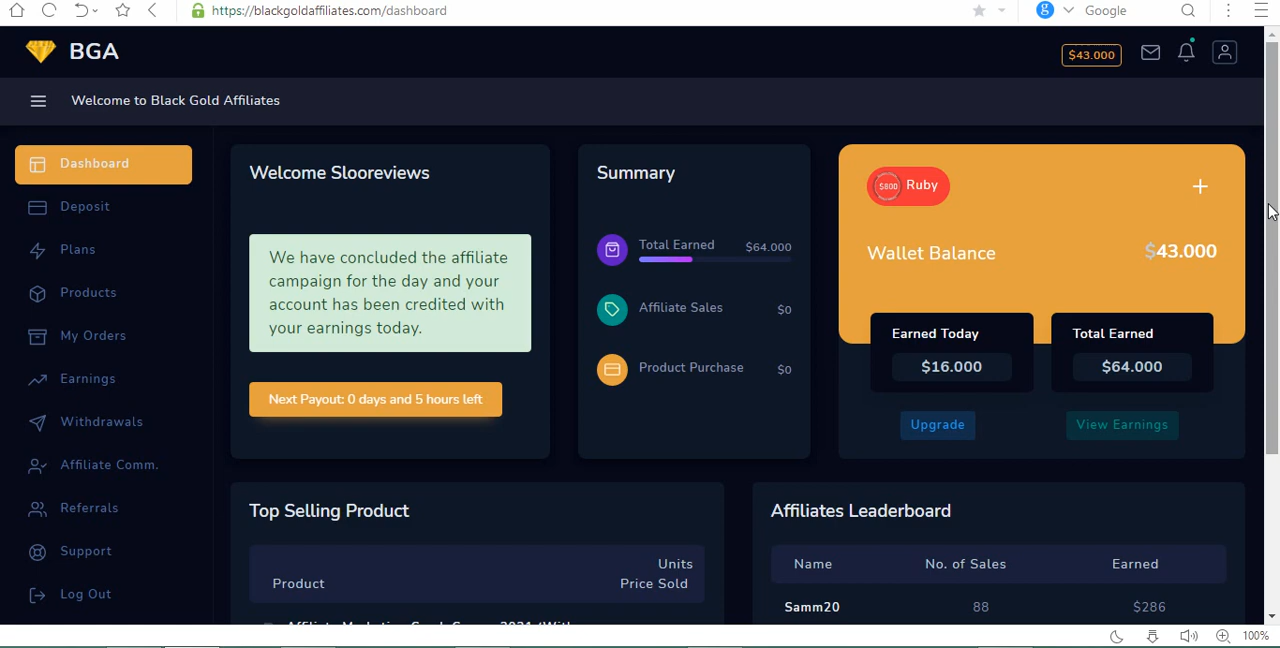 https://blackgoldaffiliates.com/dashboard
Google
BGA
$43.000
Welcome to Black Gold Affiliates
Dashboard
Deposit
Plans
Products
My Orders
Earnings
Withdrawals
Affiliate Comm.
Referrals
Support
Log Out
Welcome Slooreviews
We have concluded the affiliate
campaign for the day and your
account has been credited with
your earnings today.
Next Payout: 0 days and 5 hours left
Summary
Total Earned $64.000
Affiliate Sales $0
Product Purchase $0
$800 Ruby
Wallet Balance $43.000
Earned Today
$16.000
Total Earned
$64.000
Upgrade
View Earnings
Top Selling Product
Units
Product Price Sold
Affiliates Leaderboard
Name No. of Sales Earned
Samm20 88 $286
100%